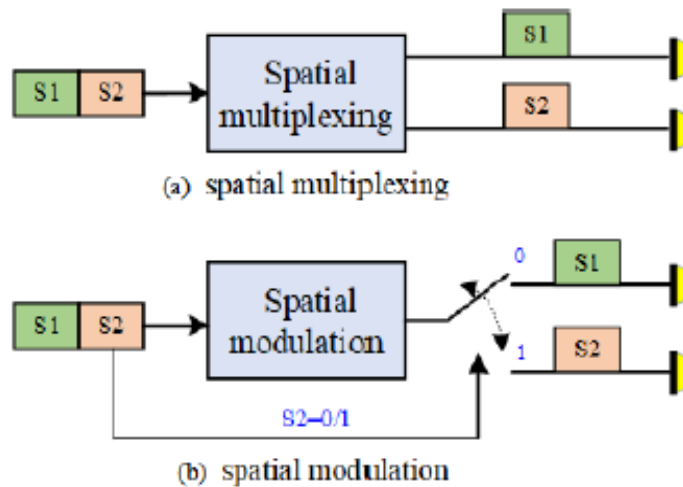 S1
S1 S2
Spatial
multiplexing
S2
(a) spatial multiplexing
0
S1
S1 S2
Spatial
modulation
1
S2
S2=0/1
(b) spatial modulation